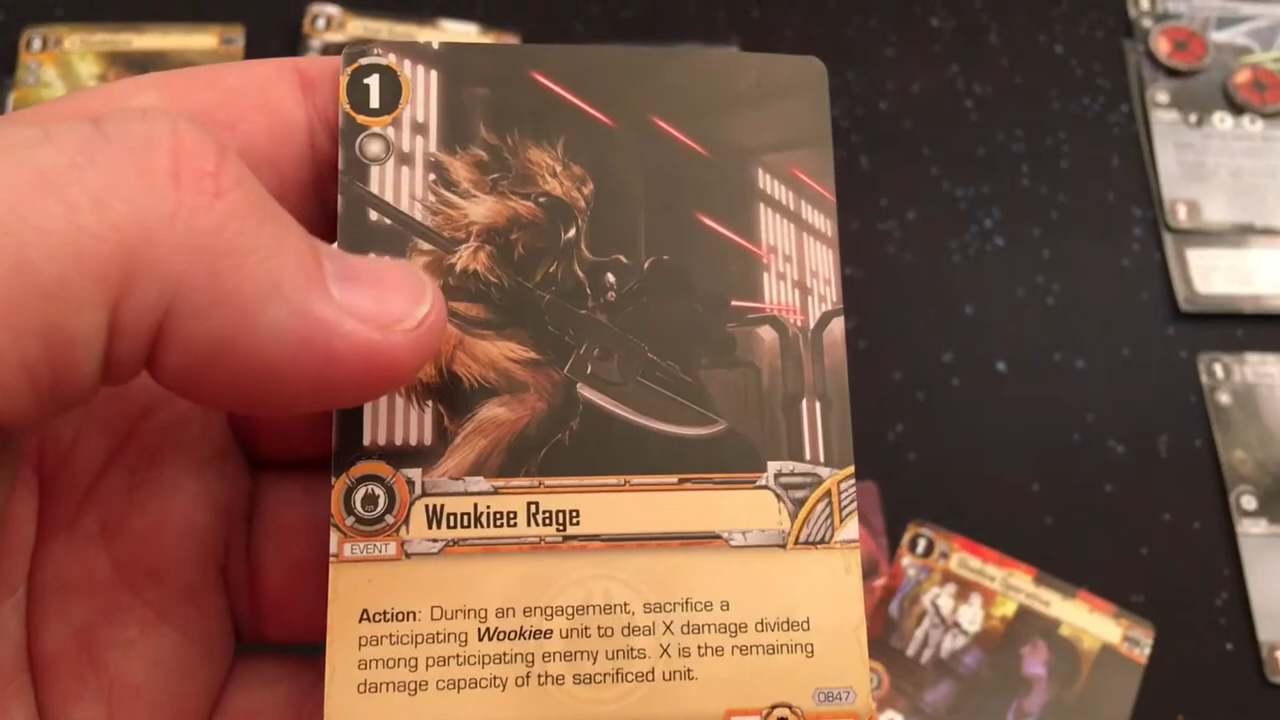 1
Wookiee Rage
EVENT
Action: During an engagement, sacrifice a
participating Wookiee unit to deal X damage divided
among participating enemy units. X is the remaining
damage capacity of the sacrificed unit.
0847
1